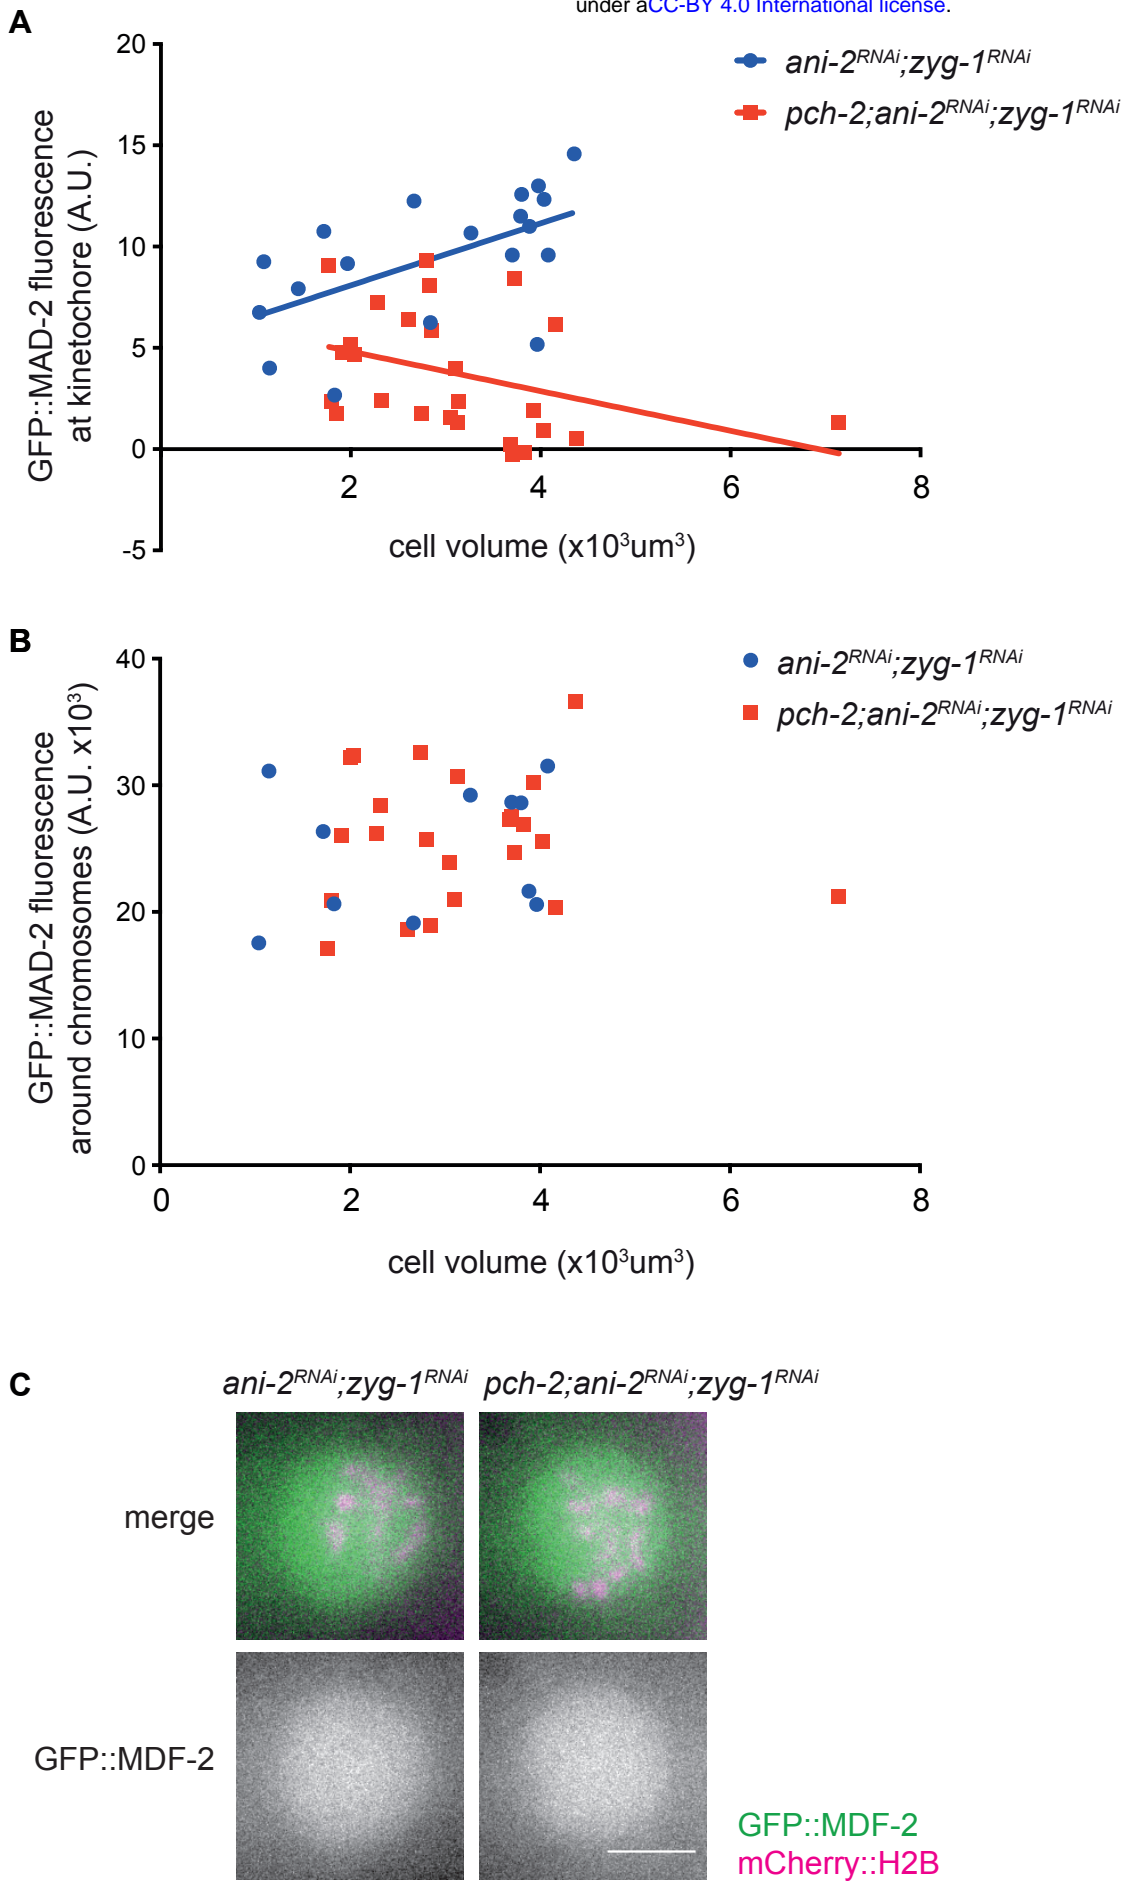 under aCC-BY 4.0 International license.
A
20
15
10
5
0
-5
GFP::MAD-2 fluorescence
at kinetochore (A.U.)
ani-2RNAi;zyg-1RNAi
pch-2;ani-2RNAi;zyg-1RNAi
2 4 6 8
cell volume (x10³um³)
B
40
30
20
10
0
GFP::MAD-2 fluorescence
around chromosomes (A.U. x10³)
ani-2RNAi;zyg-1RNAi
pch-2;ani-2RNAi;zyg-1RNAi
0 2 4 6 8
cell volume (x10³um³)
C
ani-2RNAi;zyg-1RNAi pch-2;ani-2RNAi;zyg-1RNAi
merge
GFP::MDF-2
GFP::MDF-2
mCherry::H2B